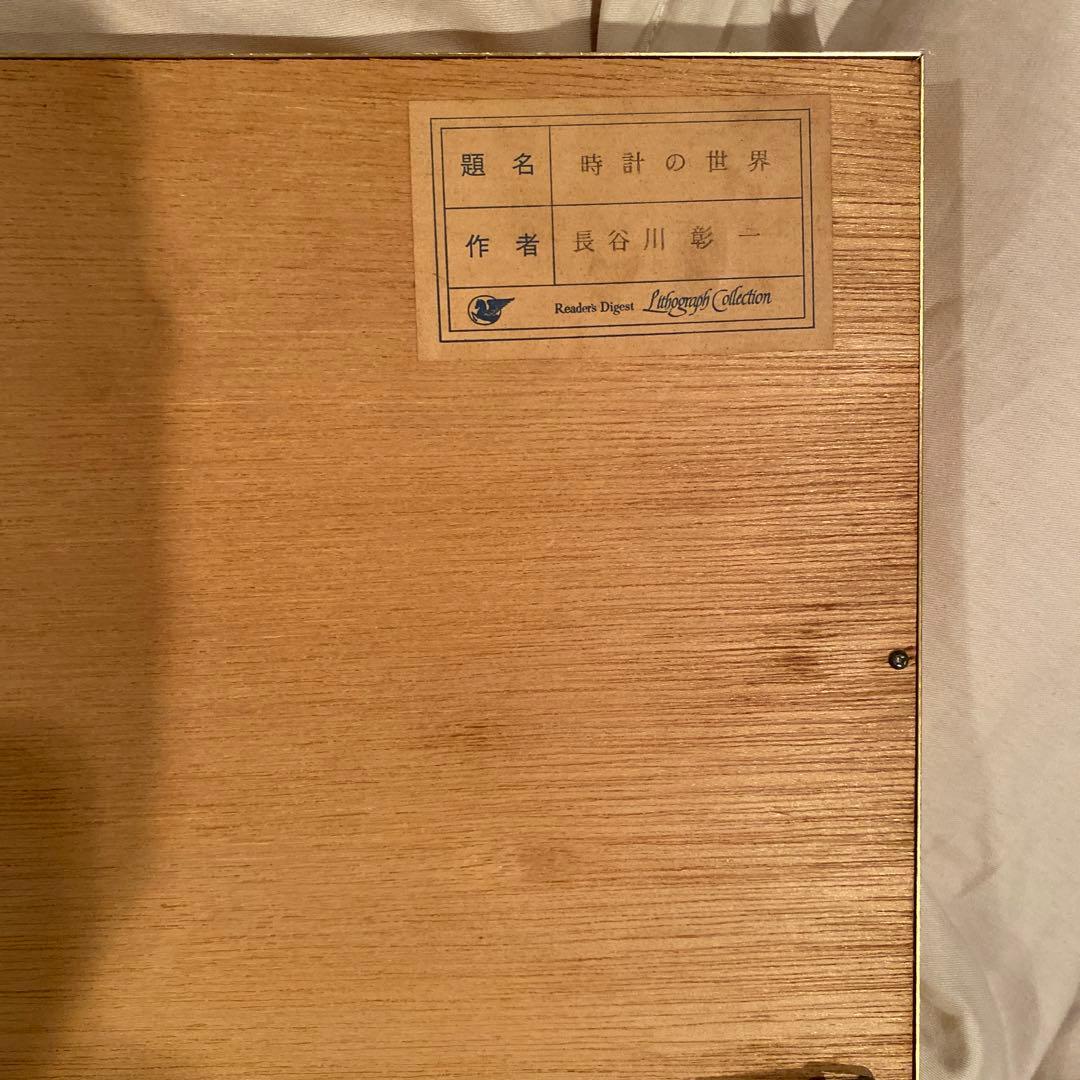 題名 時計の世界
作者 長谷川彰一
Reader's Digest Lithograph Collection